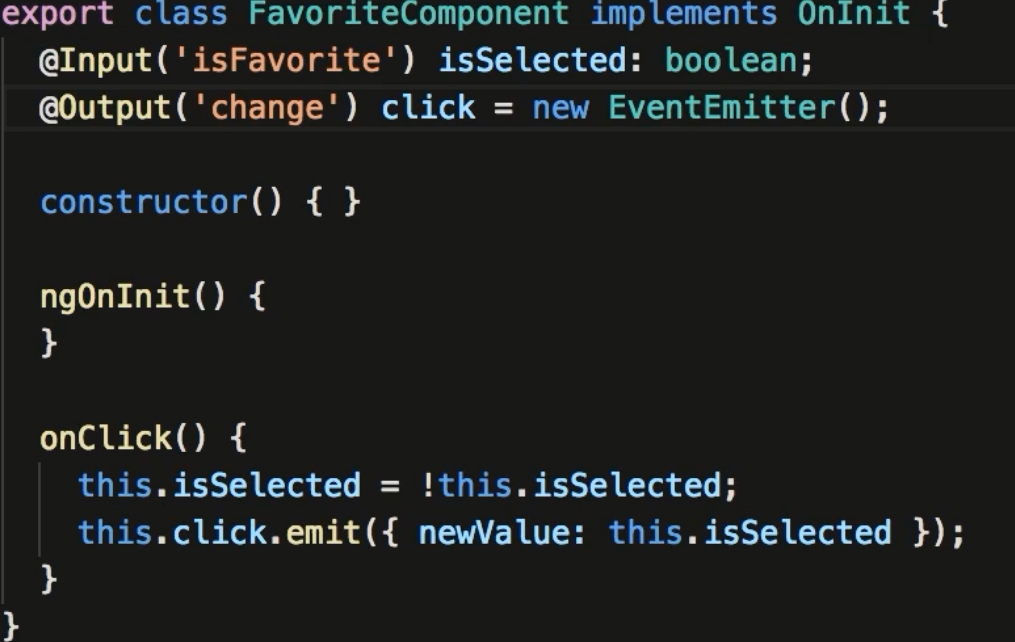 export class FavoriteComponent implements OnInit {
@Input('isFavorite') isSelected: boolean;
@Output('change') click = new EventEmitter();
constructor() { }
ngOnInit() {
}
onClick() {
this.isSelected = !this.isSelected;
this.click.emit({ newValue: this.isSelected });
}
}